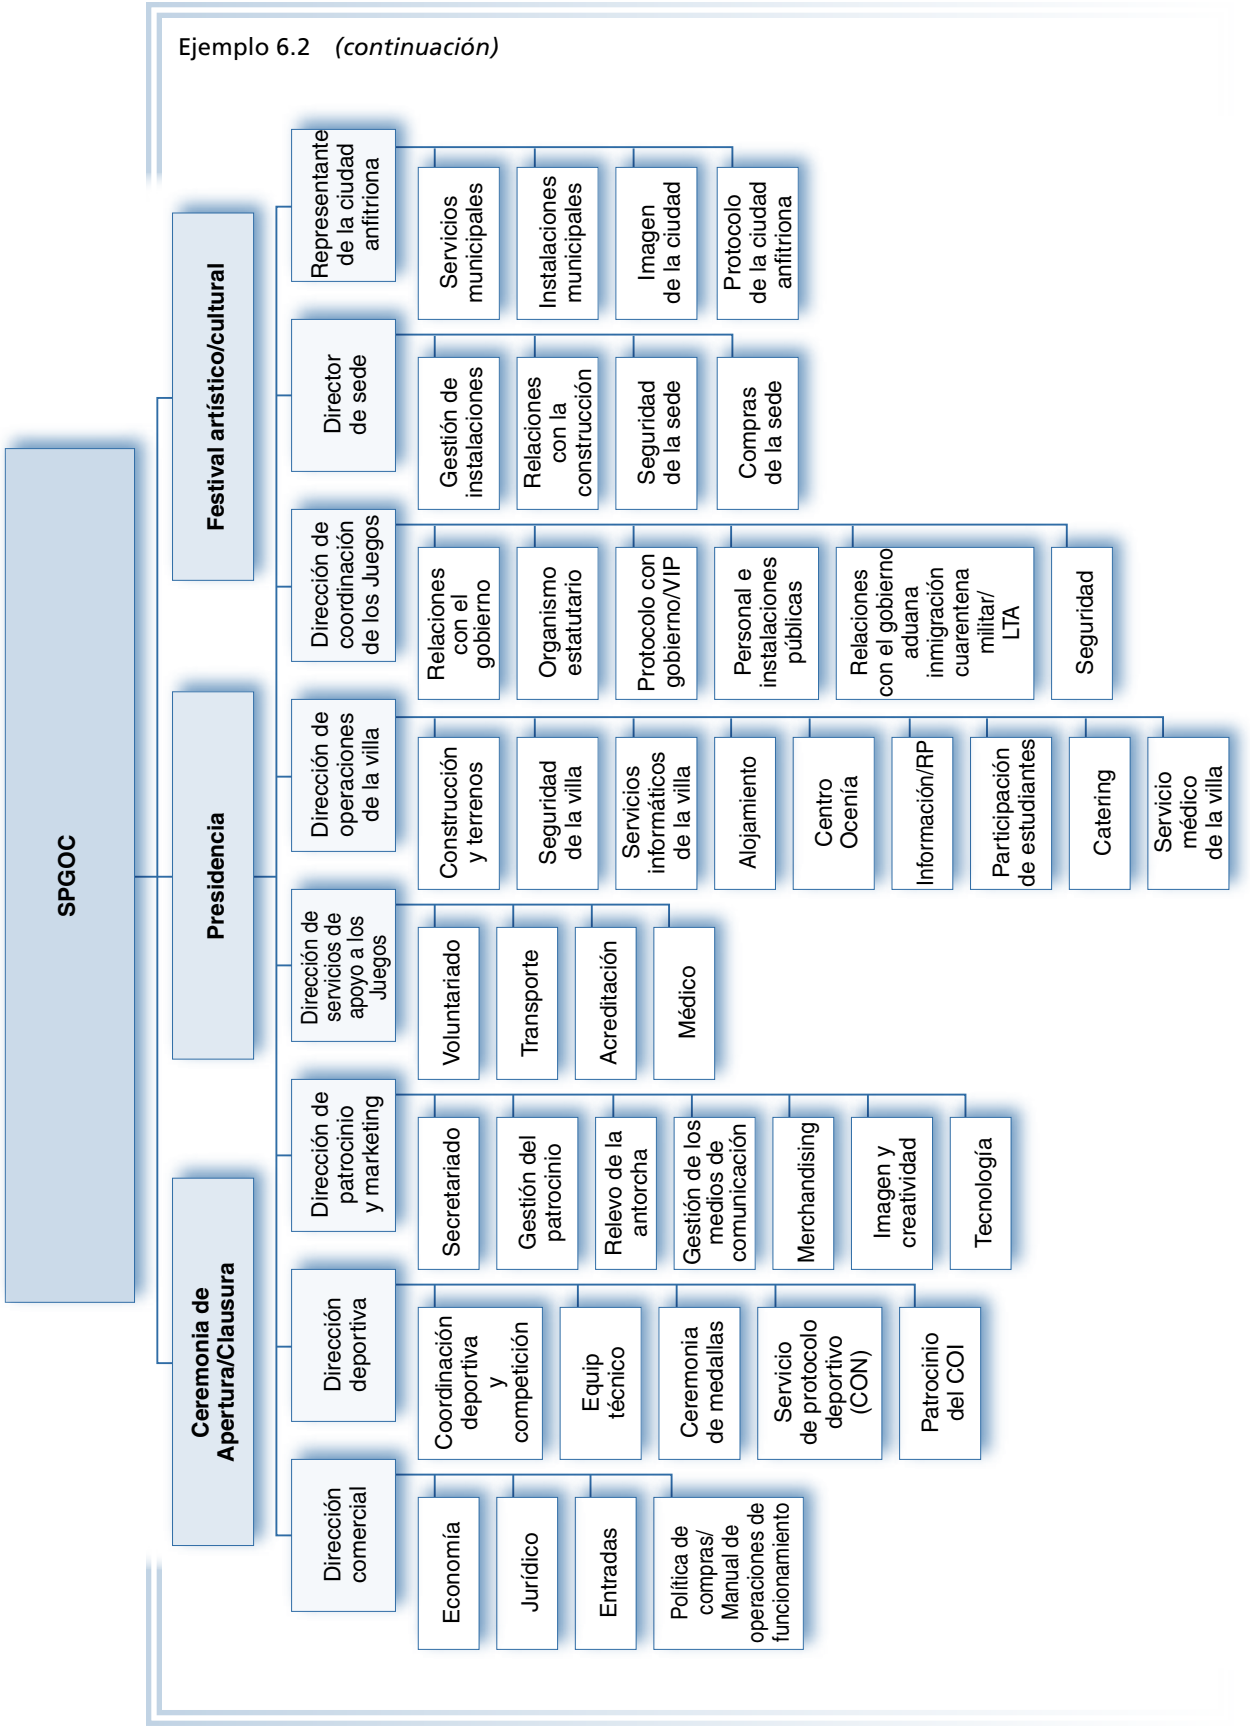 Ejemplo 6.2 (continuación)
SPGOC
Ceremonia de
Apertura/Clausura
Presidencia
Festival artístico/cultural
Dirección
comercial
Economía
Jurídico
Entradas
Política de
compras/
Manual de
operaciones de
funcionamiento
Dirección
deportiva
Coordinación
deportiva
y
competición
Equip
técnico
Ceremonia
de medallas
Servicio
de protocolo
deportivo
(CON)
Patrocinio
del COI
Dirección de
patrocinio
y marketing
Secretariado
Gestión del
patrocinio
Relevo de la
antorcha
Gestión de los
medios de
comunicación
Merchandising
Imagen y
creatividad
Tecnología
Dirección de
servicios de
apoyo a los
Juegos
Voluntariado
Transporte
Acreditación
Médico
Dirección de
operaciones
de la villa
Construcción
y terrenos
Seguridad
de la villa
Servicios
informáticos
de la villa
Alojamiento
Centro
Ocenía
Información/RP
Participación
de estudiantes
Catering
Servicio
médico
de la villa
Dirección de
coordinación
de los Juegos
Relaciones
con el
gobierno
Organismo
estatutario
Protocolo con
gobierno/VIP
Personal e
instalaciones
públicas
Relaciones
con el gobierno
aduana
inmigración
cuarentena
militar/
LTA
Seguridad
Director
de sede
Gestión de
instalaciones
Relaciones
con la
construcción
Seguridad
de la sede
Compras
de la sede
Representante
de la ciudad
anfitriona
Servicios
municipales
Instalaciones
municipales
Imagen
de la ciudad
Protocolo
de la ciudad
anfitriona